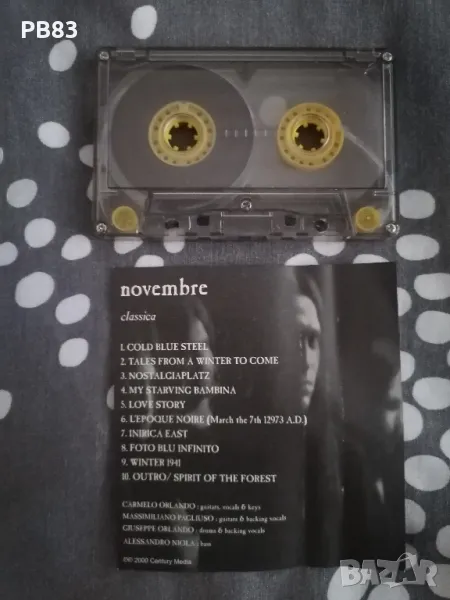 PB83
novembre
classica
1. COLD BLUE STEEL
2. TALES FROM A WINTER TO COME
3. NOSTALGIAPLATZ
4. MY STARVING BAMBINA
5. LOVE STORY
6. L'EPOQUE NOIRE (March the 7th 12973 A.D.)
7. INIRICA EAST
8. FOTO BLU INFINITO
9. WINTER 1941
10. OUTRO/ SPIRIT OF THE FOREST
CARMELO ORLANDO : guitars, vocals & keys
MASSIMILIANO PAGLIUSO : guitars & backing vocals
GIUSEPPE ORLANDO : drums & backing vocals
ALESSANDRO NIOLA : bass
℗© 2000 Century Media
bazar